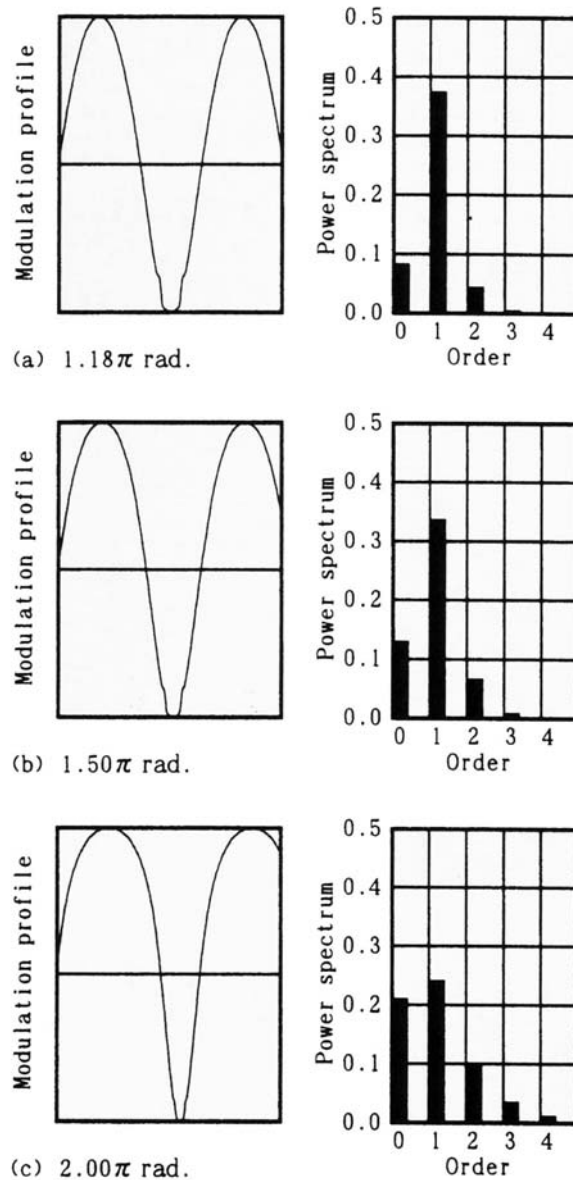 Modulation profile
Power spectrum
0.5
0.4
0.3
0.2
0.1
0.0
0 1 2 3 4
Order
(a) 1.18π rad.
Modulation profile
Power spectrum
0.5
0.4
0.3
0.2
0.1
0.0
0 1 2 3 4
Order
(b) 1.50π rad.
Modulation profile
Power spectrum
0.5
0.4
0.3
0.2
0.1
0.0
0 1 2 3 4
Order
(c) 2.00π rad.